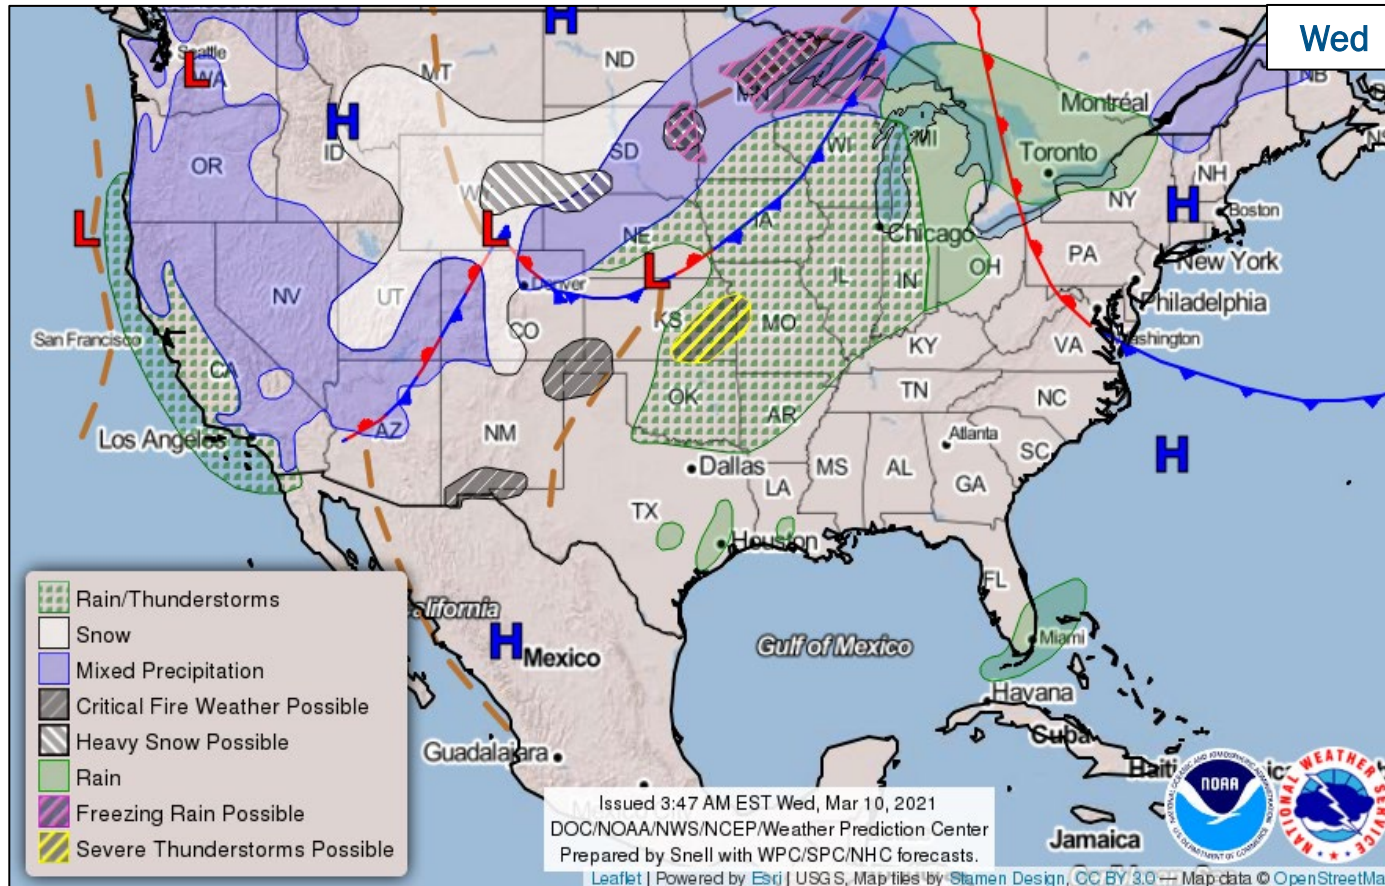 Wed
H
Seattle
L
WA
MT
ND
MN
NB
H
ID
OR
SD
WI
MI
Montréal
Toronto
NH
NY
H
Boston
L
L
NE
IA
Chicago
PA
New York
NV
UT
Denver
L
IL
IN
OH
Philadelphia
San Francisco
CO
KS
MO
KY
VA
ashington
CA
TN
OK
AR
NC
Los Angeles
AZ
NM
Atlanta
SC
H
Dallas
MS
AL
GA
LA
TX
Houston
FL
Rain/Thunderstorms
Snow
Mixed Precipitation
Critical Fire Weather Possible
Heavy Snow Possible
Rain
Freezing Rain Possible
Severe Thunderstorms Possible
alifornia
H
Mexico
Gulf of Mexico
Miami
Havana
Cuba
Guadalajara
Haiti
Jamaica
NOAA
NATIONAL WEATHER SERVICE
Issued 3:47 AM EST Wed, Mar 10, 2021
DOC/NOAA/NWS/NCEP/Weather Prediction Center
Prepared by Snell with WPC/SPC/NHC forecasts.
Leaflet | Powered by Esri | USGS, Map tiles by Stamen Design, CC BY 3.0 — Map data © OpenStreetMa